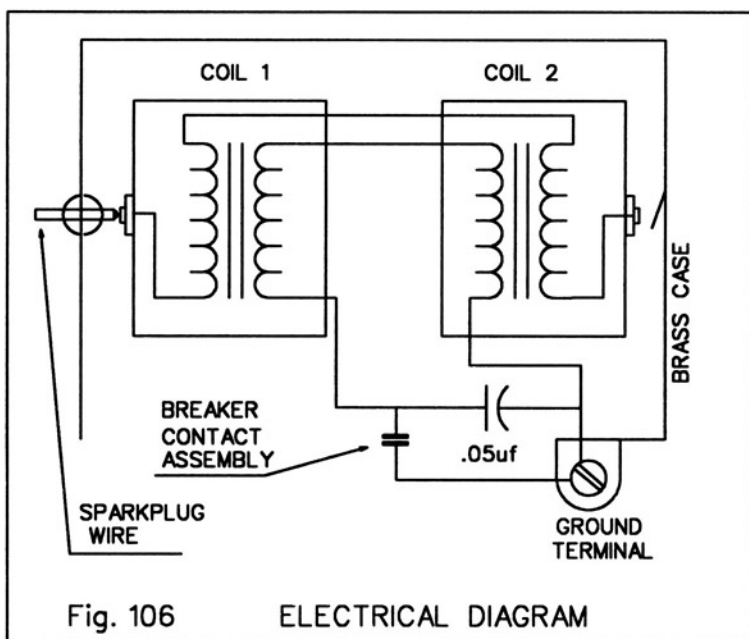 COIL 1
COIL 2
BRASS CASE
BREAKER
CONTACT
ASSEMBLY
.05uf
SPARKPLUG
WIRE
GROUND
TERMINAL
Fig. 106 ELECTRICAL DIAGRAM